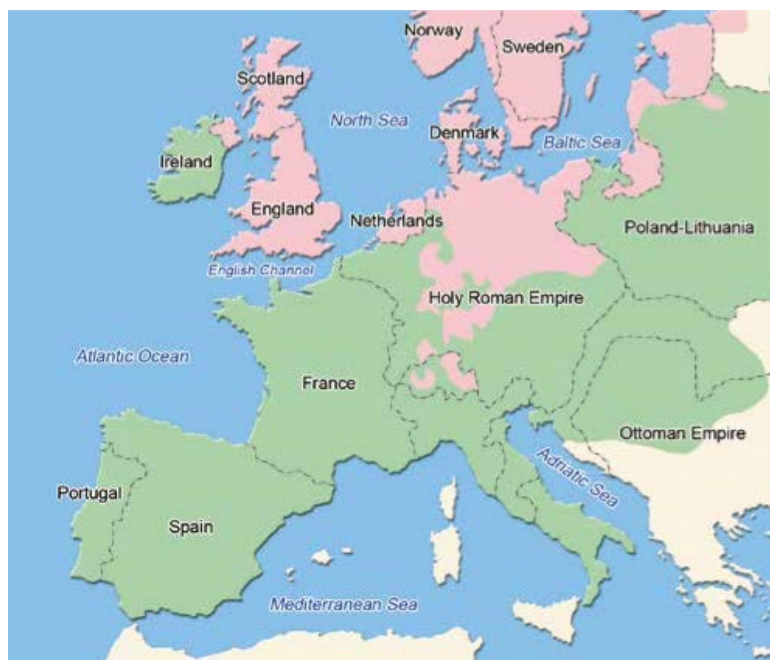 Norway
Sweden
Scotland
North Sea
Denmark
Baltic Sea
Ireland
England
Netherlands
Poland-Lithuania
English Channel
Holy Roman Empire
Atlantic Ocean
France
Ottoman Empire
Adriatic Sea
Portugal
Spain
Mediterranean Sea